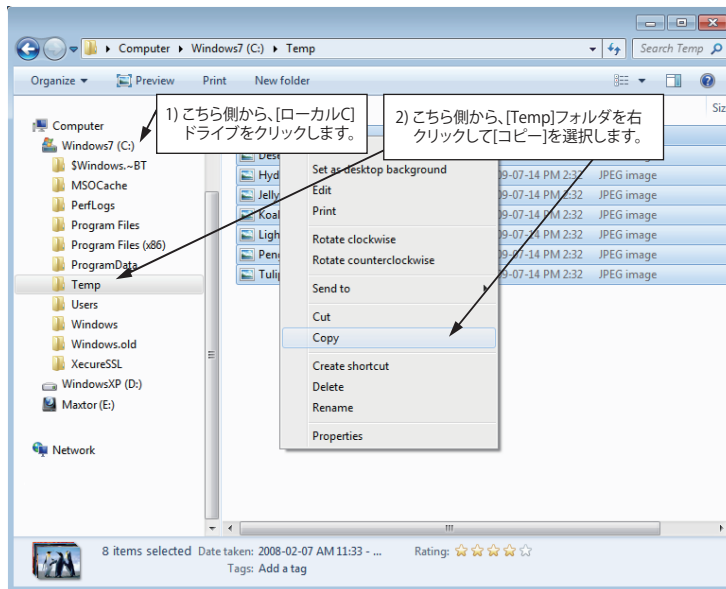 Computer ▸ Windows7 (C:) ▸ Temp
Search Temp
Organize ▾ Preview Print New folder
1) こちら側から、[ローカルC]
ドライブをクリックします。
2) こちら側から、[Temp]フォルダを右
クリックして[コピー]を選択します。
Siz
Computer
Windows7 (C:)
$Windows.~BT
MSOCache
PerfLogs
Program Files
Program Files (x86)
ProgramData
Temp
Users
Windows
Windows.old
XecureSSL
WindowsXP (D:)
Maxtor (E:)
Network
Dese
Hyd
Jelly
Koal
Ligh
Peng
Tulip
Set as desktop background
Edit
Print
Rotate clockwise
Rotate counterclockwise
Send to
Cut
Copy
Create shortcut
Delete
Rename
Properties
09-07-14 PM 2:32 JPEG image
09-07-14 PM 2:32 JPEG image
09-07-14 PM 2:32 JPEG image
09-07-14 PM 2:32 JPEG image
09-07-14 PM 2:32 JPEG image
09-07-14 PM 2:32 JPEG image
8 items selected Date taken: 2008-02-07 AM 11:33 - ... Rating:
Tags: Add a tag